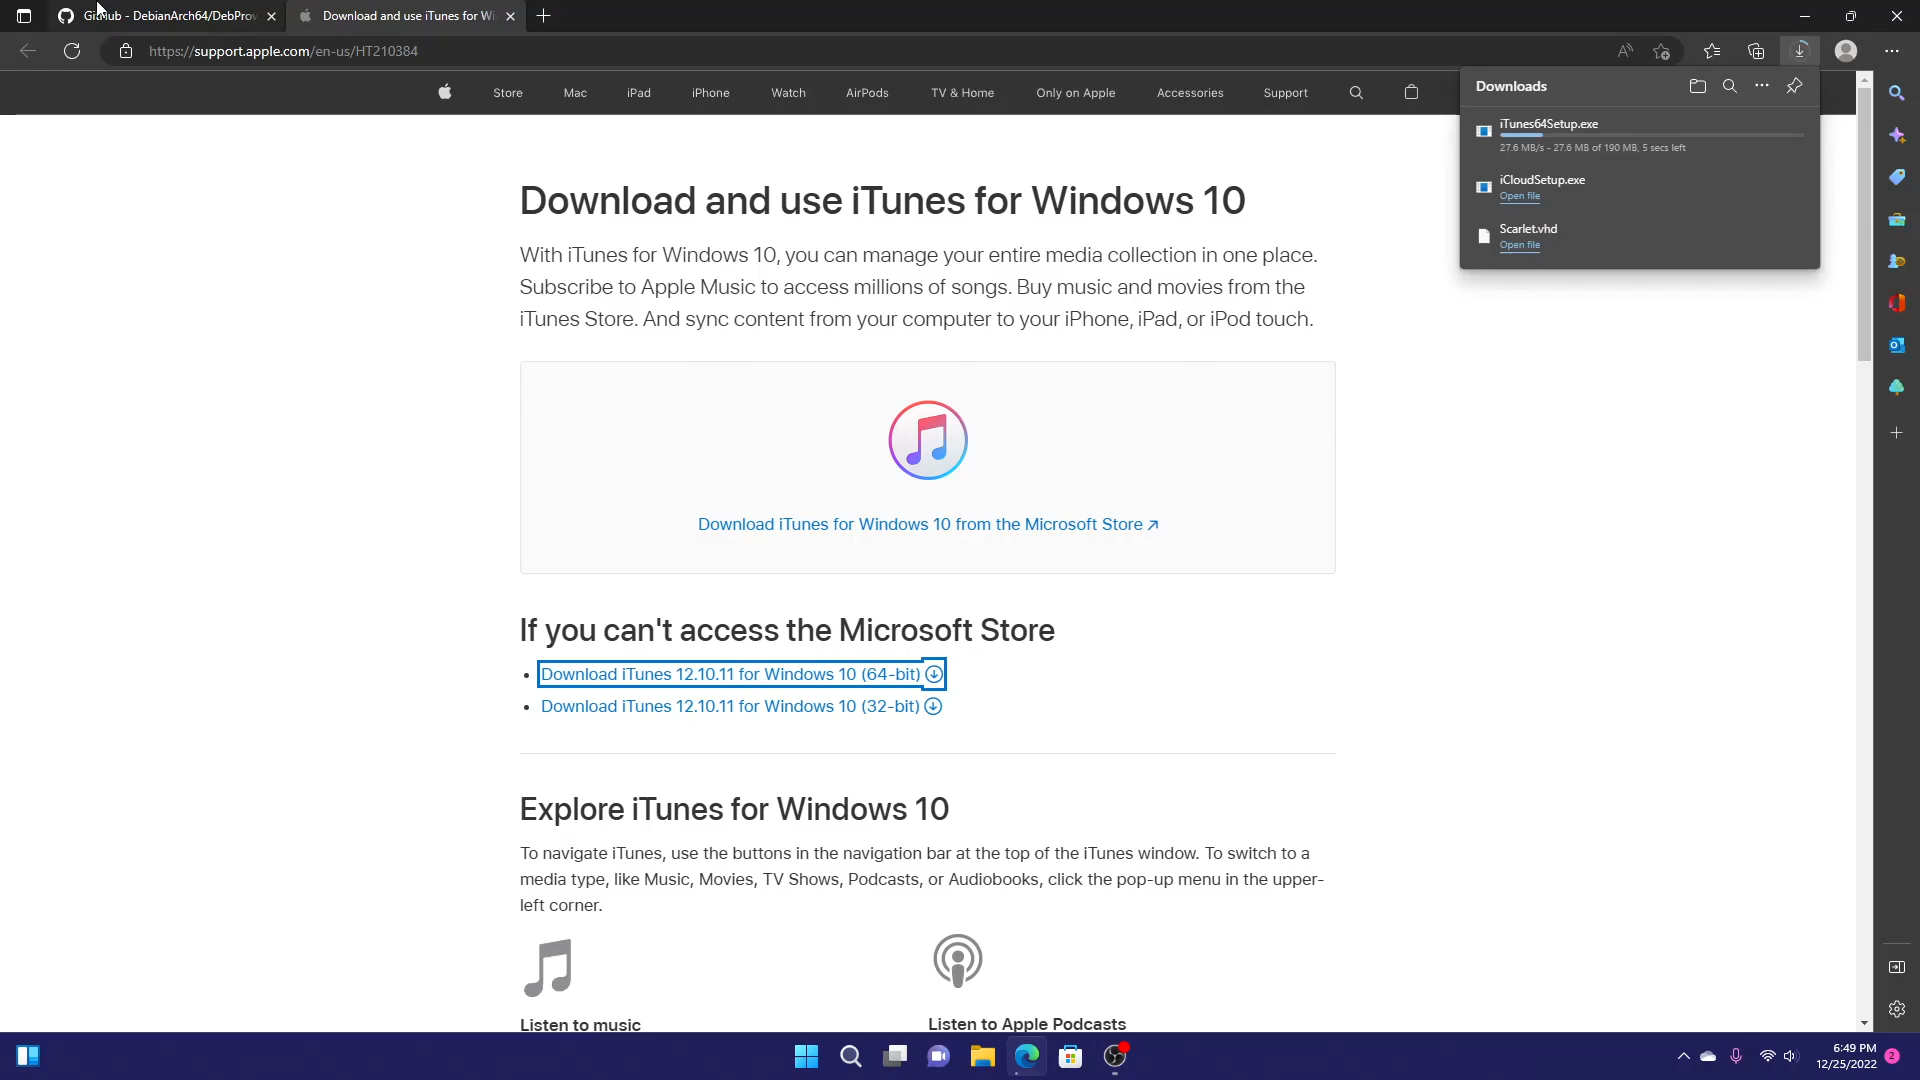 GitHub - DebianArch64/DebProv
Download and use iTunes for Wi
https://support.apple.com/en-us/HT210384
Store
Mac
iPad
iPhone
Watch
AirPods
TV & Home
Only on Apple
Accessories
Support
Downloads
iTunes64Setup.exe
27.6 MB/s - 27.6 MB of 190 MB, 5 secs left
iCloudSetup.exe
Open file
Scarlet.vhd
Open file
Download and use iTunes for Windows 10
With iTunes for Windows 10, you can manage your entire media collection in one place.
Subscribe to Apple Music to access millions of songs. Buy music and movies from the
iTunes Store. And sync content from your computer to your iPhone, iPad, or iPod touch.
Download iTunes for Windows 10 from the Microsoft Store
If you can't access the Microsoft Store
• Download iTunes 12.10.11 for Windows 10 (64-bit)
• Download iTunes 12.10.11 for Windows 10 (32-bit)
Explore iTunes for Windows 10
To navigate iTunes, use the buttons in the navigation bar at the top of the iTunes window. To switch to a
media type, like Music, Movies, TV Shows, Podcasts, or Audiobooks, click the pop-up menu in the upper-
left corner.
Listen to music
Listen to Apple Podcasts
6:49 PM
12/25/2022
2